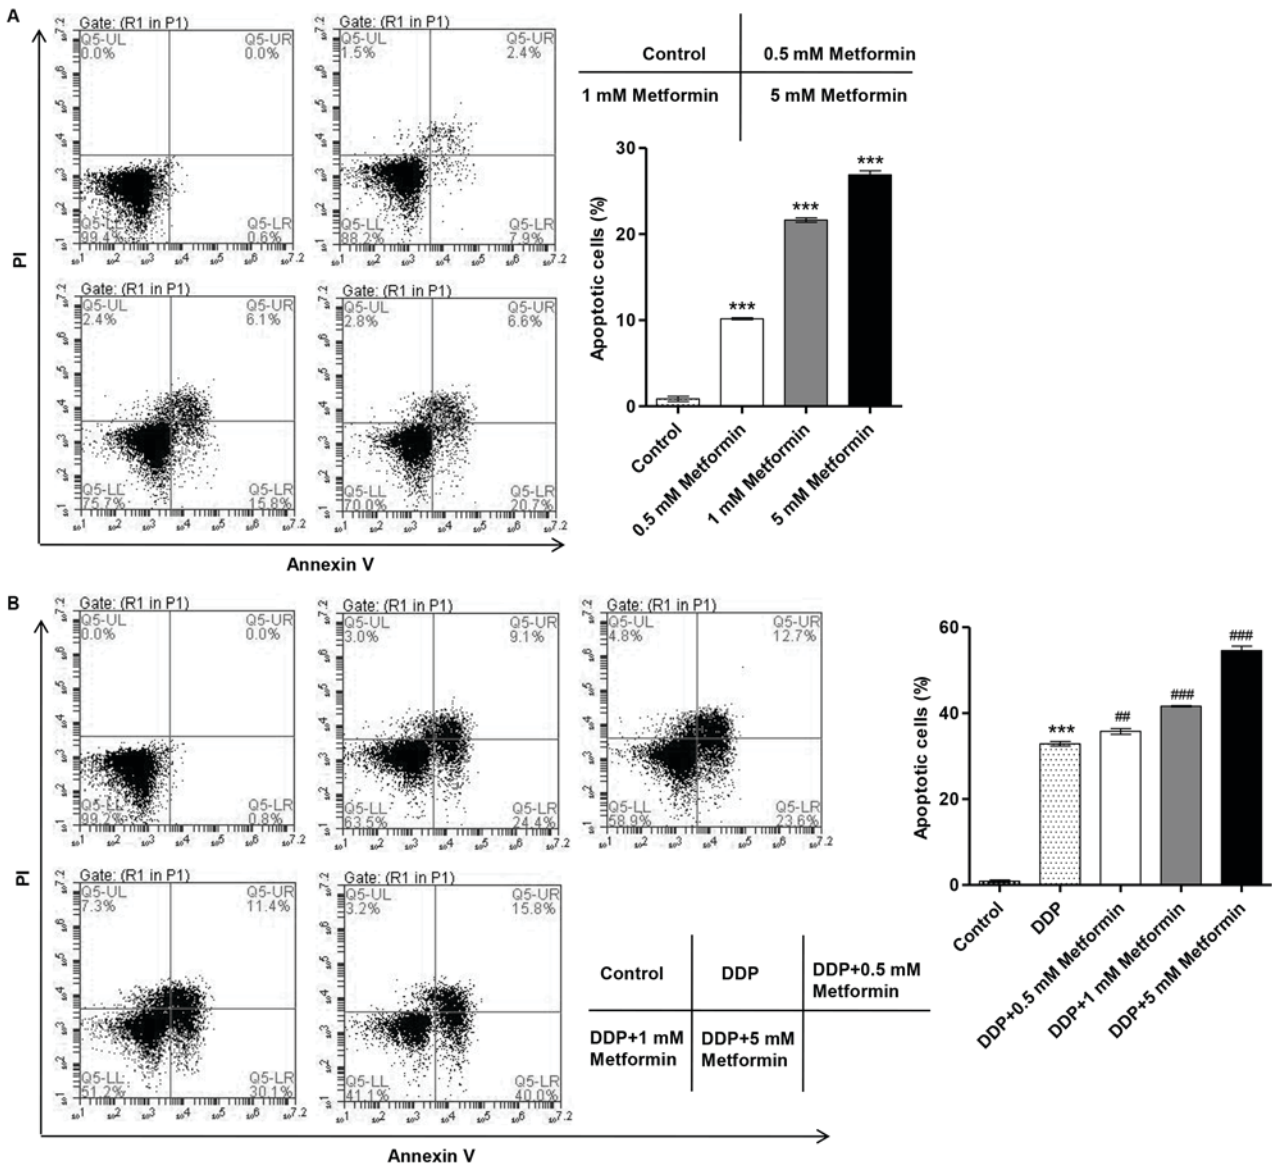 A
Gate: (R1 in P1)
Q5-UL
0.0%
Q5-UR
0.0%
Q5-LL
99.4%
Q5-LR
0.6%
Gate: (R1 in P1)
Q5-UL
1.5%
Q5-UR
2.4%
Q5-LL
88.2%
Q5-LR
7.9%
Control
0.5 mM Metformin
1 mM Metformin
5 mM Metformin
Gate: (R1 in P1)
Q5-UL
2.4%
Q5-UR
6.1%
Q5-LL
75.7%
Q5-LR
15.8%
Gate: (R1 in P1)
Q5-UL
2.8%
Q5-UR
6.6%
Q5-LL
70.0%
Q5-LR
20.7%
PI
Annexin V
Apoptotic cells (%)
30
20
10
0
***
***
***
Control
0.5 mM Metformin
1 mM Metformin
5 mM Metformin
B
Gate: (R1 in P1)
Q5-UL
0.0%
Q5-UR
0.0%
Q5-LL
99.2%
Q5-LR
0.8%
Gate: (R1 in P1)
Q5-UL
3.0%
Q5-UR
9.1%
Q5-LL
63.5%
Q5-LR
24.4%
Gate: (R1 in P1)
Q5-UL
4.8%
Q5-UR
12.7%
Q5-LL
58.9%
Q5-LR
23.6%
Gate: (R1 in P1)
Q5-UL
7.3%
Q5-UR
11.4%
Q5-LL
51.2%
Q5-LR
30.1%
Gate: (R1 in P1)
Q5-UL
3.2%
Q5-UR
15.8%
Q5-LL
41.1%
Q5-LR
40.0%
PI
Annexin V
Control
DDP
DDP+0.5 mM
Metformin
DDP+1 mM
Metformin
DDP+5 mM
Metformin
Apoptotic cells (%)
60
40
20
0
***
##
###
###
Control
DDP
DDP+0.5 mM Metformin
DDP+1 mM Metformin
DDP+5 mM Metformin